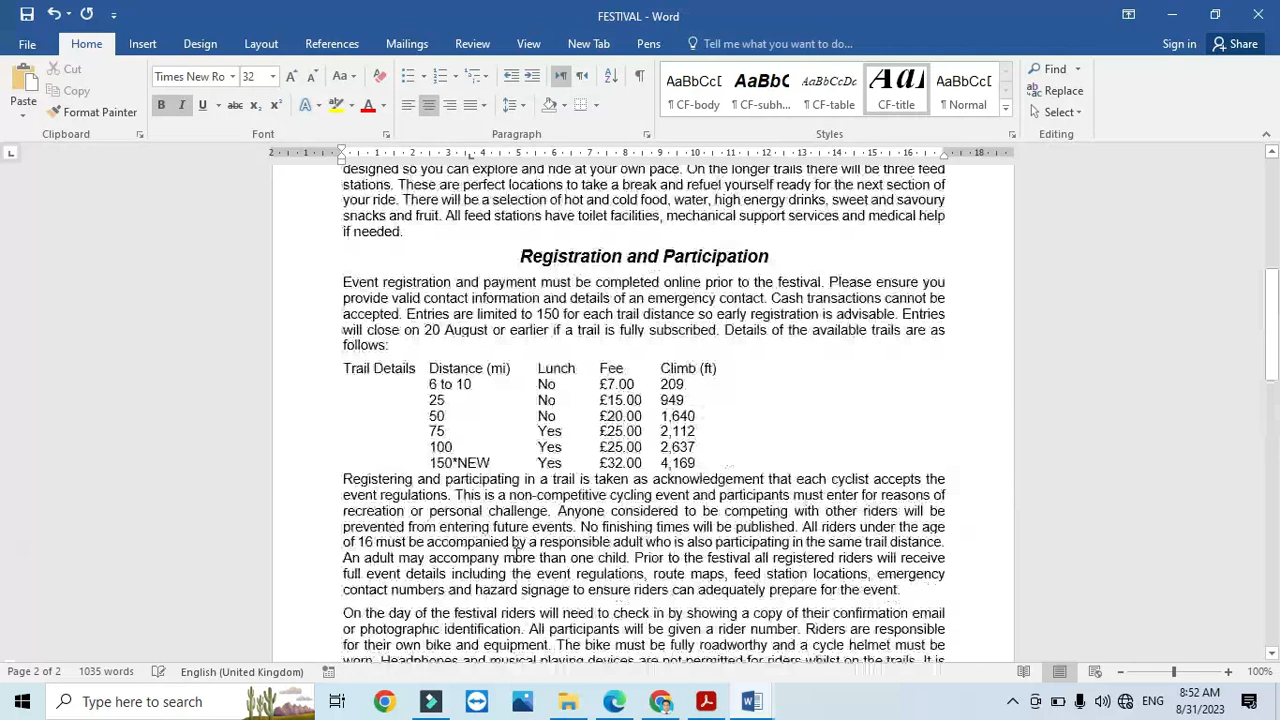 FESTIVAL - Word
File Home Insert Design Layout References Mailings Review View New Tab Pens Tell me what you want to do... Sign in Share
Paste Cut Copy Format Painter
Times New Ro 32 Aa
B I U abc X₂ X² A A
AaBbCcD AaBbC AaBbCcDc AaI AaBbCcD
¶ CF-body ¶ CF-subh... ¶ CF-table CF-title ¶ Normal
Find Replace Select
Clipboard Font Paragraph Styles Editing
2 1 1 2 3 4 5 6 7 8 9 10 11 12 13 14 15 16 18
designed so you can explore and ride at your own pace. On the longer trails there will be three feed
stations. These are perfect locations to take a break and refuel yourself ready for the next section of
your ride. There will be a selection of hot and cold food, water, high energy drinks, sweet and savoury
snacks and fruit. All feed stations have toilet facilities, mechanical support services and medical help
if needed.
Registration and Participation
Event registration and payment must be completed online prior to the festival. Please ensure you
provide valid contact information and details of an emergency contact. Cash transactions cannot be
accepted. Entries are limited to 150 for each trail distance so early registration is advisable. Entries
will close on 20 August or earlier if a trail is fully subscribed. Details of the available trails are as
follows:
Trail Details Distance (mi) Lunch Fee Climb (ft)
6 to 10 No £7.00 209
25 No £15.00 949
50 No £20.00 1,640
75 Yes £25.00 2,112
100 Yes £25.00 2,637
150*NEW Yes £32.00 4,169
Registering and participating in a trail is taken as acknowledgement that each cyclist accepts the
event regulations. This is a non-competitive cycling event and participants must enter for reasons of
recreation or personal challenge. Anyone considered to be competing with other riders will be
prevented from entering future events. No finishing times will be published. All riders under the age
of 16 must be accompanied by a responsible adult who is also participating in the same trail distance.
An adult may accompany more than one child. Prior to the festival all registered riders will receive
full event details including the event regulations, route maps, feed station locations, emergency
contact numbers and hazard signage to ensure riders can adequately prepare for the event.
On the day of the festival riders will need to check in by showing a copy of their confirmation email
or photographic identification. All participants will be given a rider number. Riders are responsible
for their own bike and equipment. The bike must be fully roadworthy and a cycle helmet must be
worn. Headphones and musical playing devices are not permitted for riders whilst on the trails. It is
Page 2 of 2 1035 words English (United Kingdom) 100%
Type here to search ENG 8:52 AM
8/31/2023